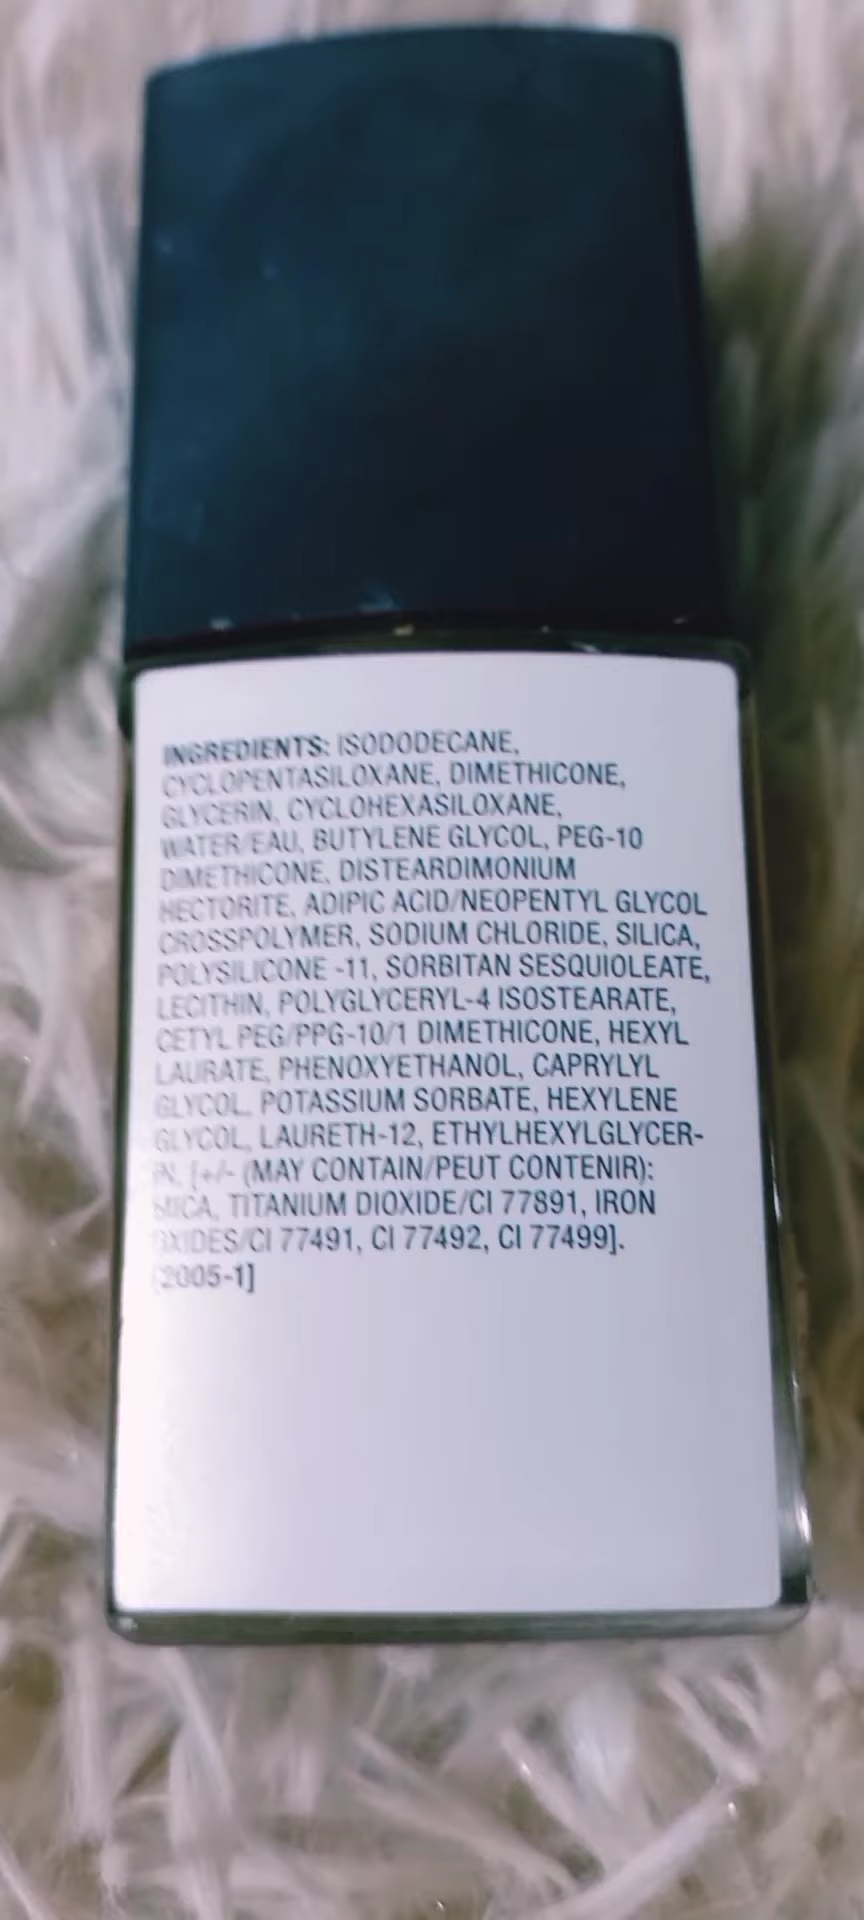 INGREDIENTS: ISODODECANE,
CYCLOPENTASILOXANE, DIMETHICONE,
GLYCERIN, CYCLOHEXASILOXANE,
WATER/EAU, BUTYLENE GLYCOL, PEG-10
DIMETHICONE, DISTEARDIMONIUM
HECTORITE, ADIPIC ACID/NEOPENTYL GLYCOL
CROSSPOLYMER, SODIUM CHLORIDE, SILICA,
POLYSILICONE -11, SORBITAN SESQUIOLEATE,
LECITHIN, POLYGLYCERYL-4 ISOSTEARATE,
CETYL PEG/PPG-10/1 DIMETHICONE, HEXYL
LAURATE, PHENOXYETHANOL, CAPRYLYL
GLYCOL, POTASSIUM SORBATE, HEXYLENE
GLYCOL, LAURETH-12, ETHYLHEXYLGLYCER-
IN, [+/- (MAY CONTAIN/PEUT CONTENIR):
MICA, TITANIUM DIOXIDE/CI 77891, IRON
OXIDES/CI 77491, CI 77492, CI 77499].
[2005-1]